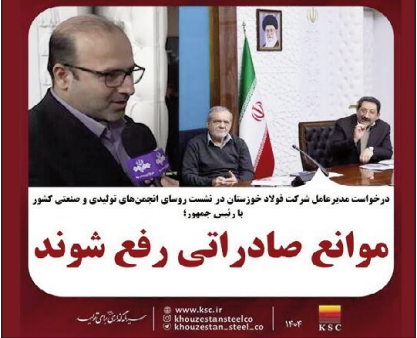 درخواست مدیرعامل شرکت فولاد خوزستان در نشست روسای انجمن‌های تولیدی و صنعتی کشور
با رئیس جمهور؛
موانع صادراتی رفع شوند
www.ksc.ir
khouzestansteelco
khouzestan_steel_co
۱۴۰۴
KSC